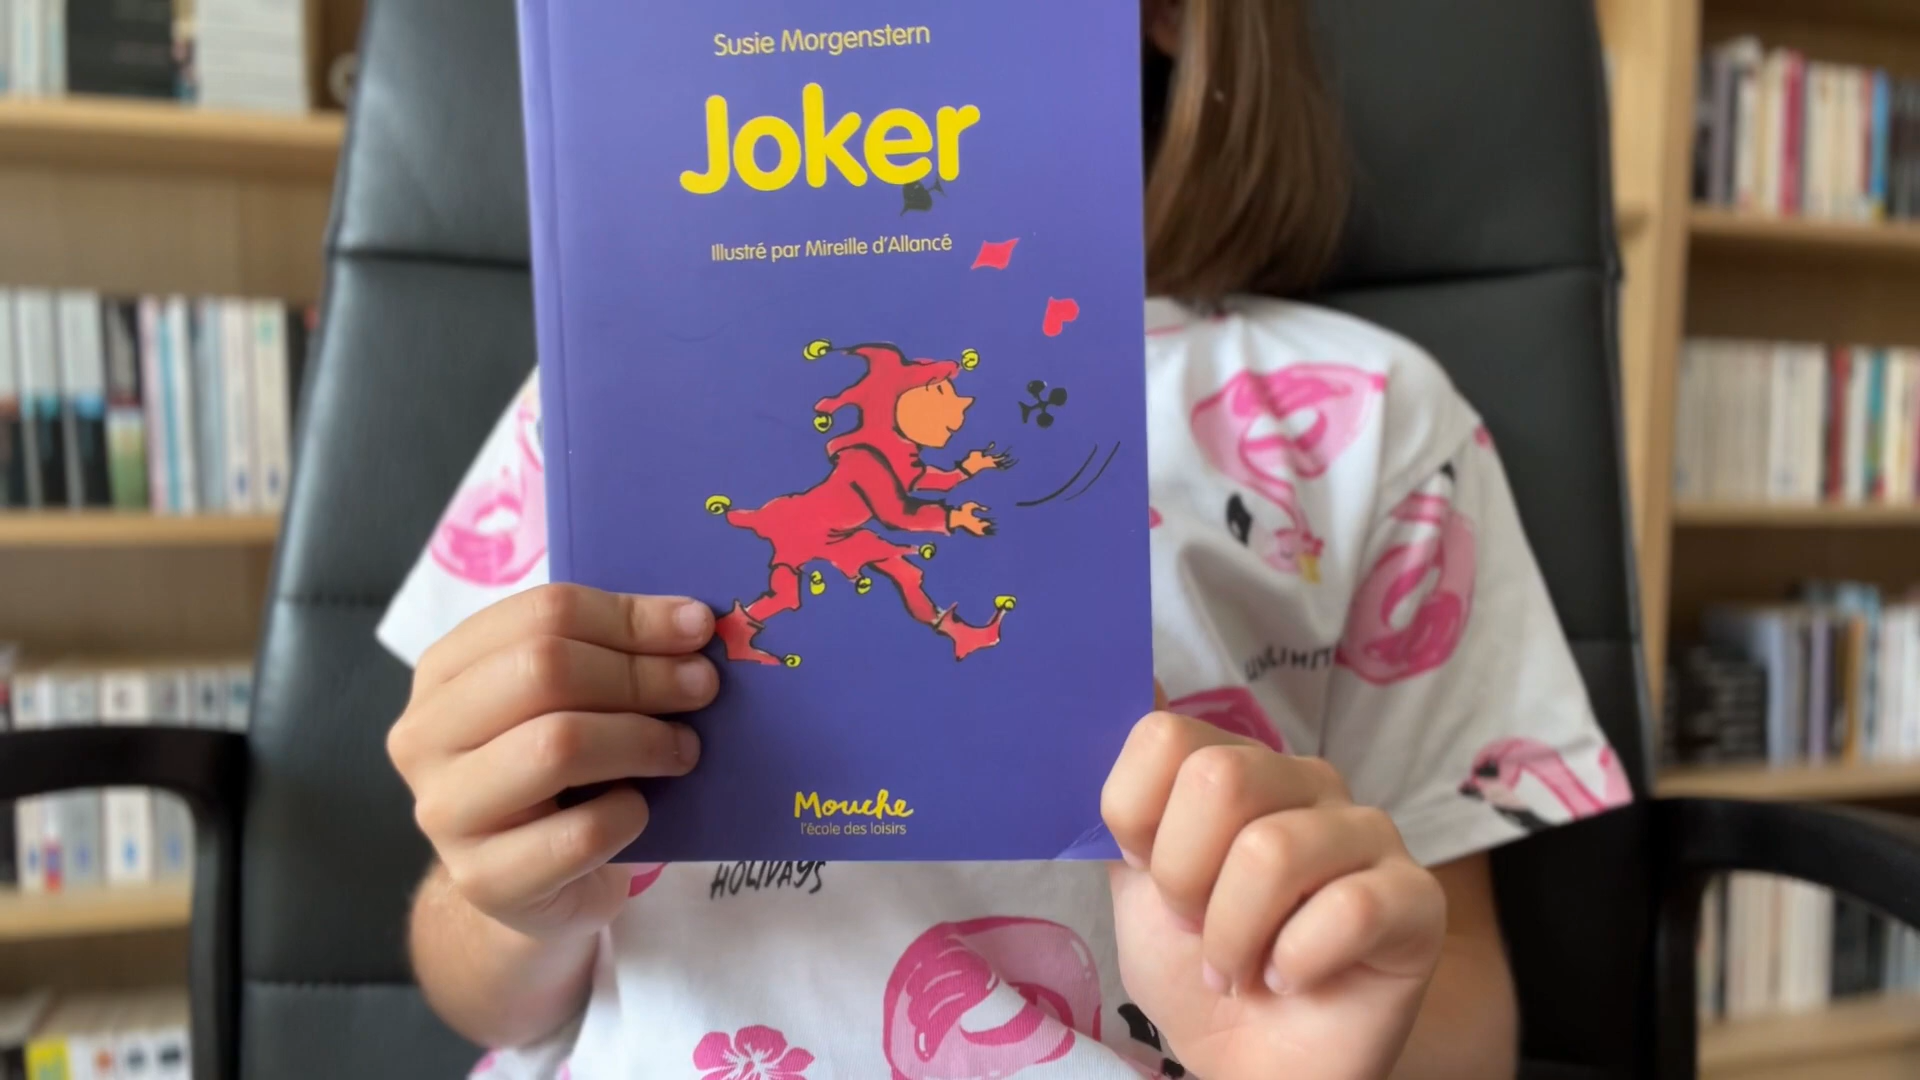 Susie Morgenstern
Joker
Illustré par Mireille d'Allancé
Mouche
l'école des loisirs
HOLIDAYS